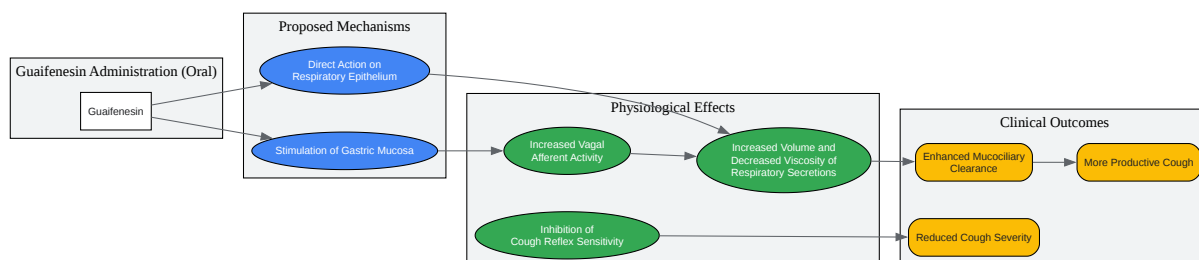 Guaifenesin Administration (Oral)
Guaifenesin
Proposed Mechanisms
Direct Action on
Respiratory Epithelium
Stimulation of Gastric Mucosa
Physiological Effects
Increased Vagal
Afferent Activity
Increased Volume and
Decreased Viscosity of
Respiratory Secretions
Inhibition of
Cough Reflex Sensitivity
Clinical Outcomes
Enhanced Mucociliary
Clearance
More Productive Cough
Reduced Cough Severity